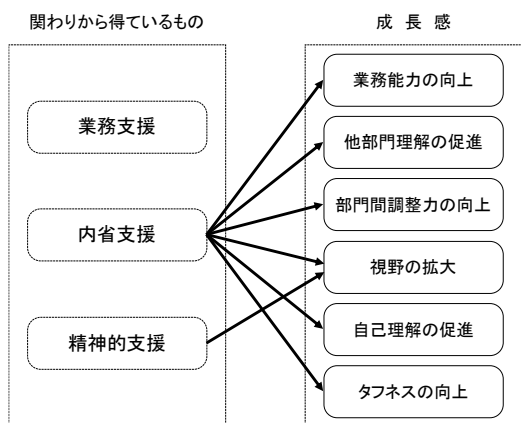 関わりから得ているもの
業務支援
内省支援
精神的支援
成 長 感
業務能力の向上
他部門理解の促進
部門間調整力の向上
視野の拡大
自己理解の促進
タフネスの向上